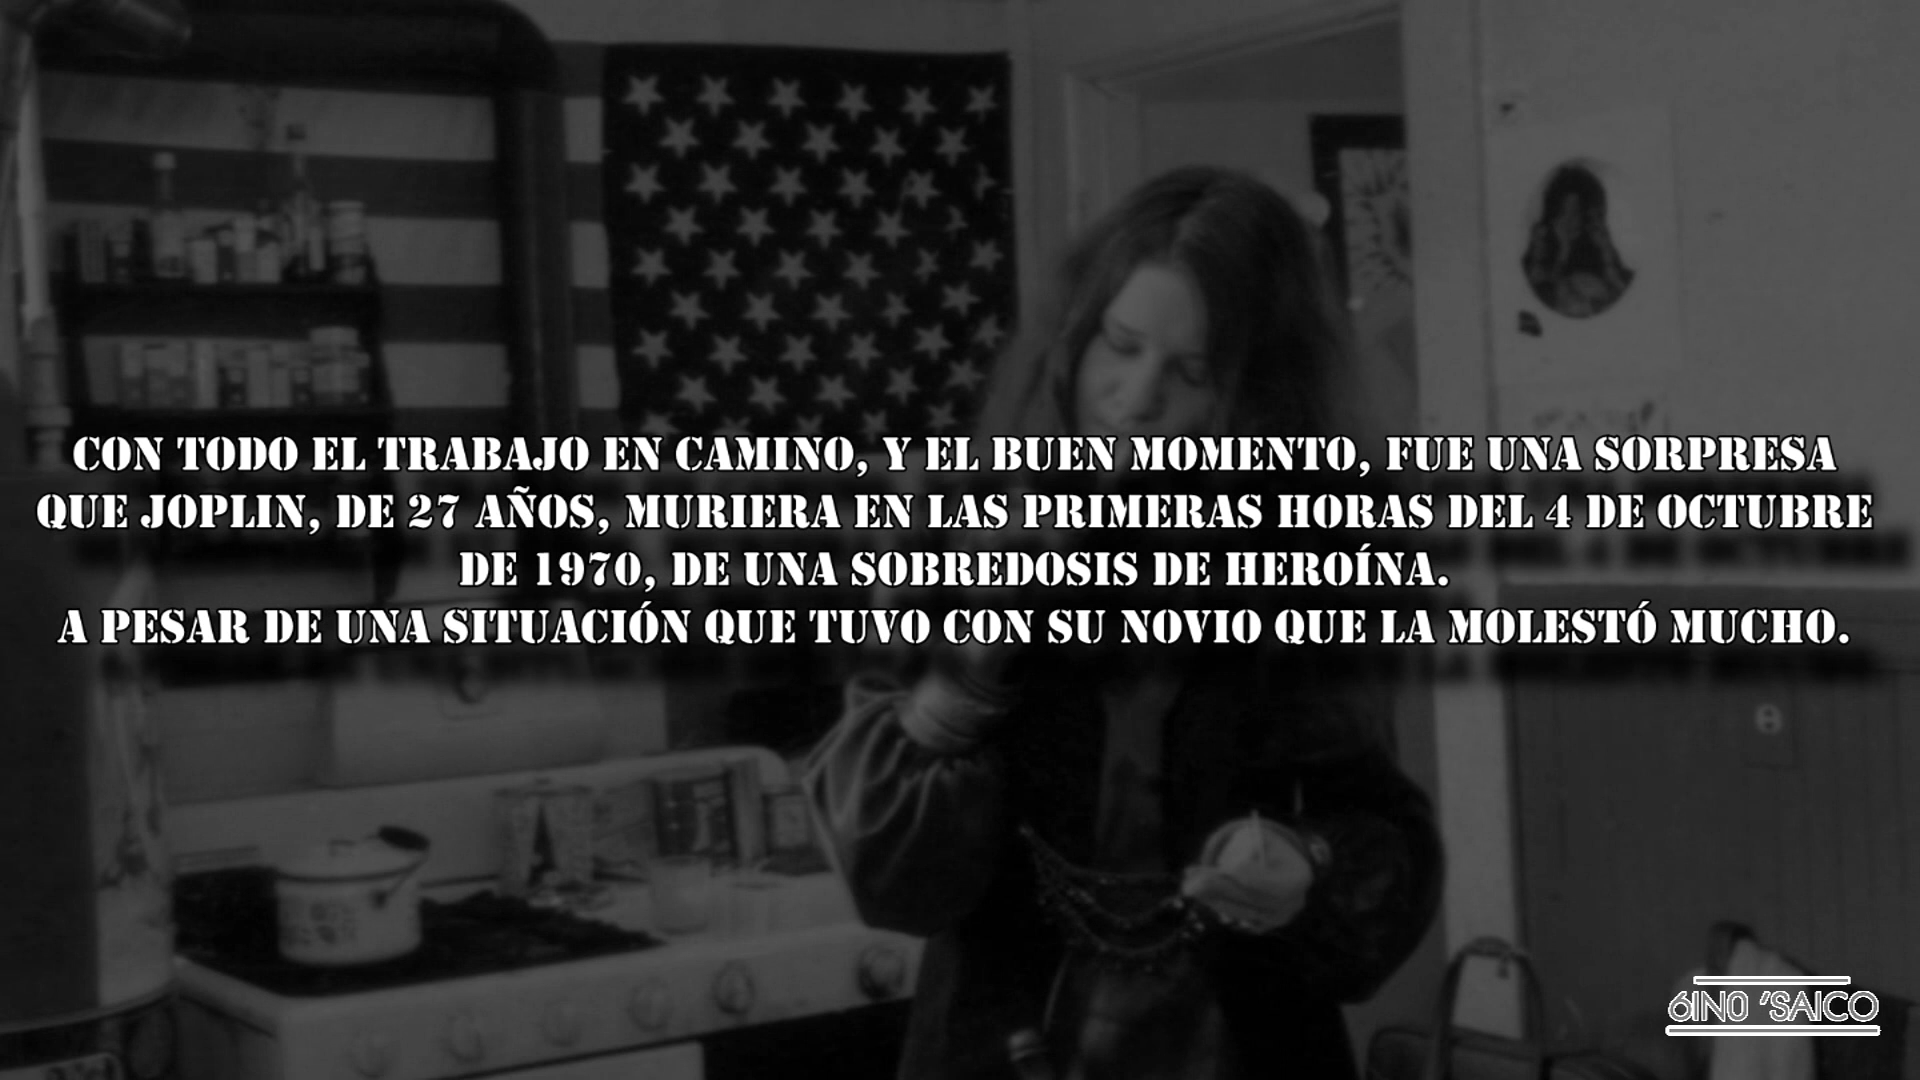 CON TODO EL TRABAJO EN CAMINO, Y EL BUEN MOMENTO, FUE UNA SORPRESA
QUE JOPLIN, DE 27 AÑOS, MURIERA EN LAS PRIMERAS HORAS DEL 4 DE OCTUBRE
DE 1970, DE UNA SOBREDOSIS DE HEROÍNA.
A PESAR DE UNA SITUACIÓN QUE TUVO CON SU NOVIO QUE LA MOLESTÓ MUCHO.
6IN0 'SAICO